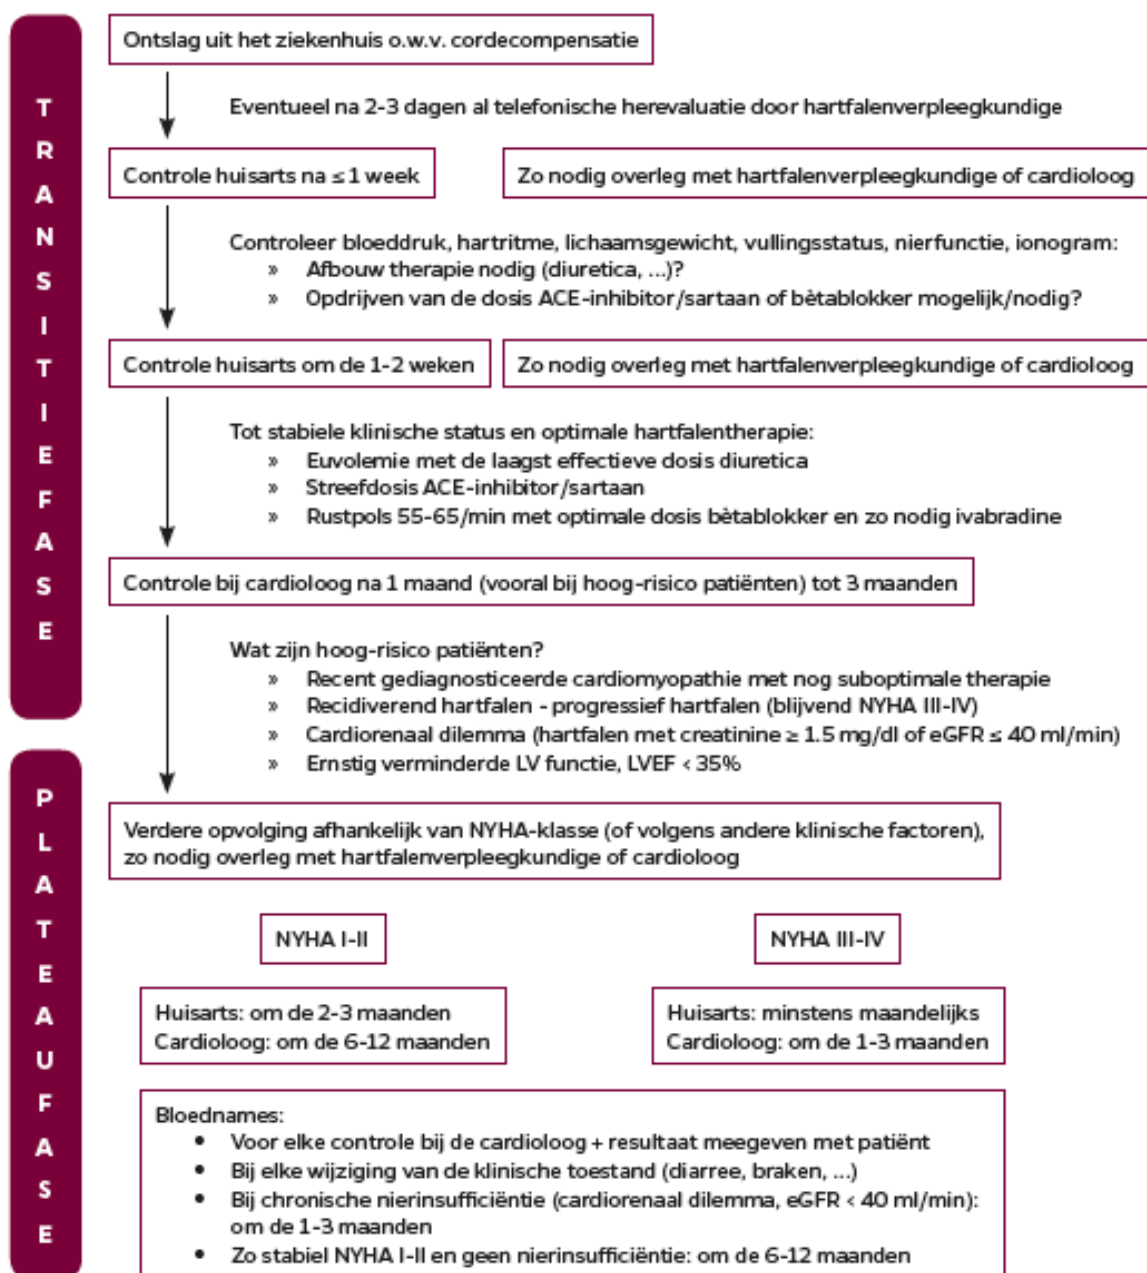 TRANSITIEFASE
Ontslag uit het ziekenhuis o.w.v. cordecompensatie
Eventueel na 2-3 dagen al telefonische herevaluatie door hartfalenverpleegkundige
Controle huisarts na ≤ 1 week
Zo nodig overleg met hartfalenverpleegkundige of cardioloog
Controleer bloeddruk, hartritme, lichaamsgewicht, vullingsstatus, nierfunctie, ionogram:
» Afbouw therapie nodig (diuretica, ...)?
» Opdrijven van de dosis ACE-inhibitor/sartaan of bètablokker mogelijk/nodig?
Controle huisarts om de 1-2 weken
Zo nodig overleg met hartfalenverpleegkundige of cardioloog
Tot stabiele klinische status en optimale hartfalentherapie:
» Euvolemie met de laagst effectieve dosis diuretica
» Streefdosis ACE-inhibitor/sartaan
» Rustpols 55-65/min met optimale dosis bètablokker en zo nodig ivabradine
Controle bij cardioloog na 1 maand (vooral bij hoog-risico patiënten) tot 3 maanden
Wat zijn hoog-risico patiënten?
» Recent gediagnosticeerde cardiomyopathie met nog suboptimale therapie
» Recidiverend hartfalen - progressief hartfalen (blijvend NYHA III-IV)
» Cardiorenaal dilemma (hartfalen met creatinine ≥ 1.5 mg/dl of eGFR ≤ 40 ml/min)
» Ernstig verminderde LV functie, LVEF < 35%
PLATEAUFASE
Verdere opvolging afhankelijk van NYHA-klasse (of volgens andere klinische factoren),
zo nodig overleg met hartfalenverpleegkundige of cardioloog
NYHA I-II
Huisarts: om de 2-3 maanden
Cardioloog: om de 6-12 maanden
NYHA III-IV
Huisarts: minstens maandelijks
Cardioloog: om de 1-3 maanden
Bloednames:
• Voor elke controle bij de cardioloog + resultaat meegeven met patiënt
• Bij elke wijziging van de klinische toestand (diarree, braken, ...)
• Bij chronische nierinsufficiëntie (cardiorenaal dilemma, eGFR < 40 ml/min):
om de 1-3 maanden
• Zo stabiel NYHA I-II en geen nierinsufficiëntie: om de 6-12 maanden